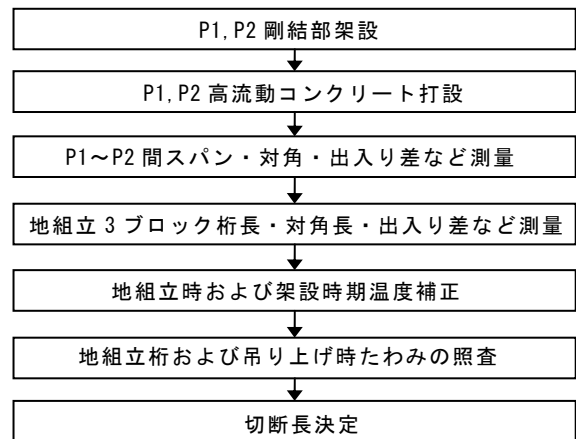 P1,P2 剛結部架設
P1,P2 高流動コンクリート打設
P1～P2 間スパン・対角・出入り差など測量
地組立 3 ブロック桁長・対角長・出入り差など測量
地組立時および架設時期温度補正
地組立桁および吊り上げ時たわみの照査
切断長決定